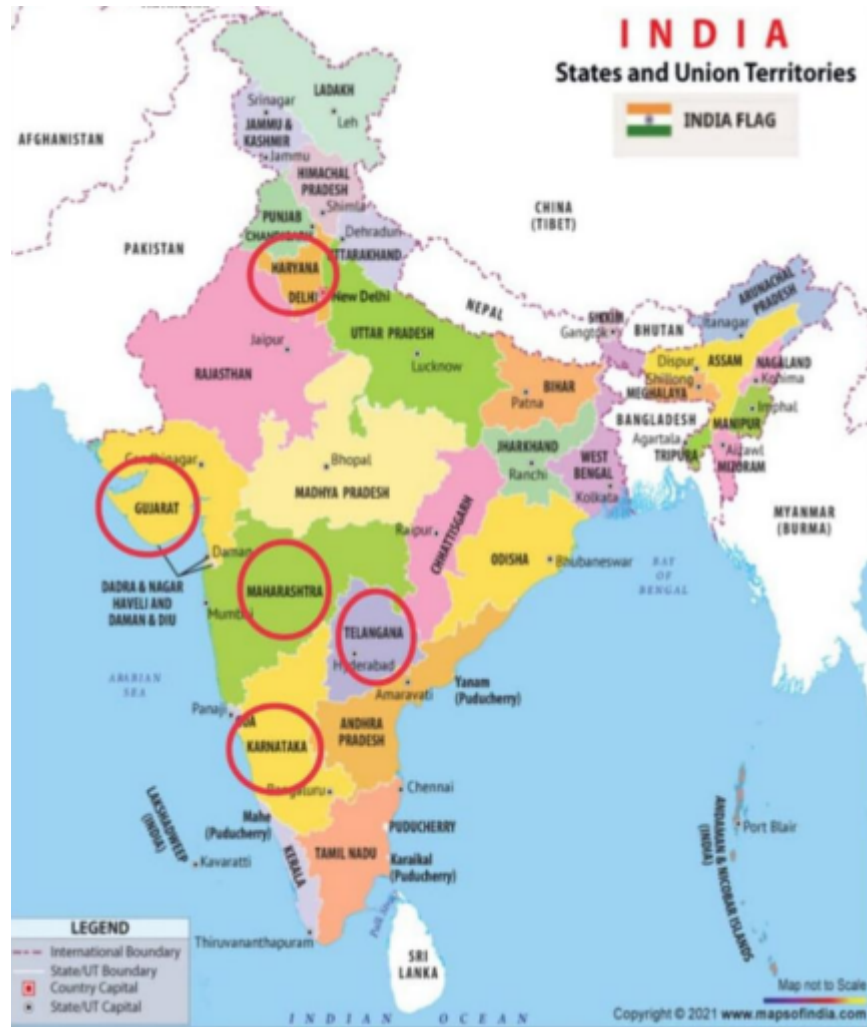 INDIA
States and Union Territories
INDIA FLAG
AFGHANISTAN
PAKISTAN
CHINA
(TIBET)
NEPAL
BHUTAN
BANGLADESH
MYANMAR
(BURMA)
LADAKH
Srinagar
Leh
JAMMU &
KASHMIR
Jammu
HIMACHAL
PRADESH
Shimla
PUNJAB
CHANDIGARH
Dehradun
UTTARAKHAND
HARYANA
DELHI
New Delhi
UTTAR PRADESH
Lucknow
Jaipur
RAJASTHAN
BIHAR
Patna
SIKKIM
Gangtok
ARUNACHAL
PRADESH
Itanagar
Dispur
ASSAM
NAGALAND
Kohima
Shillong
MEGHALAYA
Imphal
MANIPUR
Agartala
TRIPURA
Aizawl
MIZORAM
JHARKHAND
Ranchi
WEST
BENGAL
Kolkata
Gandhinagar
GUJARAT
Bhopal
MADHYA PRADESH
Raipur
CHHATTISGARH
ODISHA
Bhubaneswar
BAY
OF
BENGAL
Daman
DADRA & NAGAR
HAVELI AND
DAMAN & DIU
MAHARASHTRA
Mumbai
TELANGANA
Hyderabad
ARABIAN
SEA
Amaravati
Yanam
(Puducherry)
Panaji
GOA
KARNATAKA
ANDHRA
PRADESH
Bengaluru
Chennai
Mahe
(Puducherry)
PUDUCHERRY
TAMIL NADU
Karaikal
(Puducherry)
KERALA
LAKSHADWEEP
(INDIA)
Kavaratti
Thiruvananthapuram
SRI
LANKA
Port Blair
ANDAMAN & NICOBAR ISLANDS
(INDIA)
LEGEND
International Boundary
State/UT Boundary
Country Capital
State/UT Capital
INDIAN OCEAN
Map not to Scale
Copyright © 2021 www.mapsofindia.com